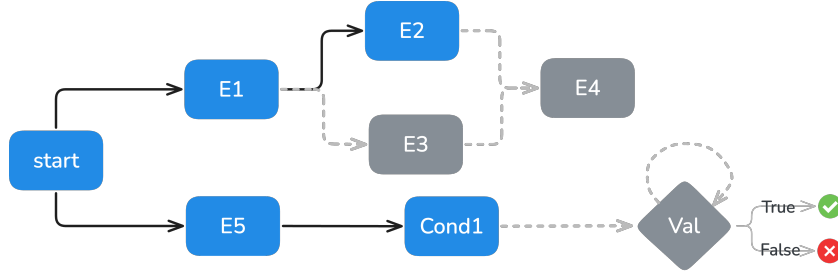 E2
E1
E4
E3
start
E5
Cond1
Val
True
False